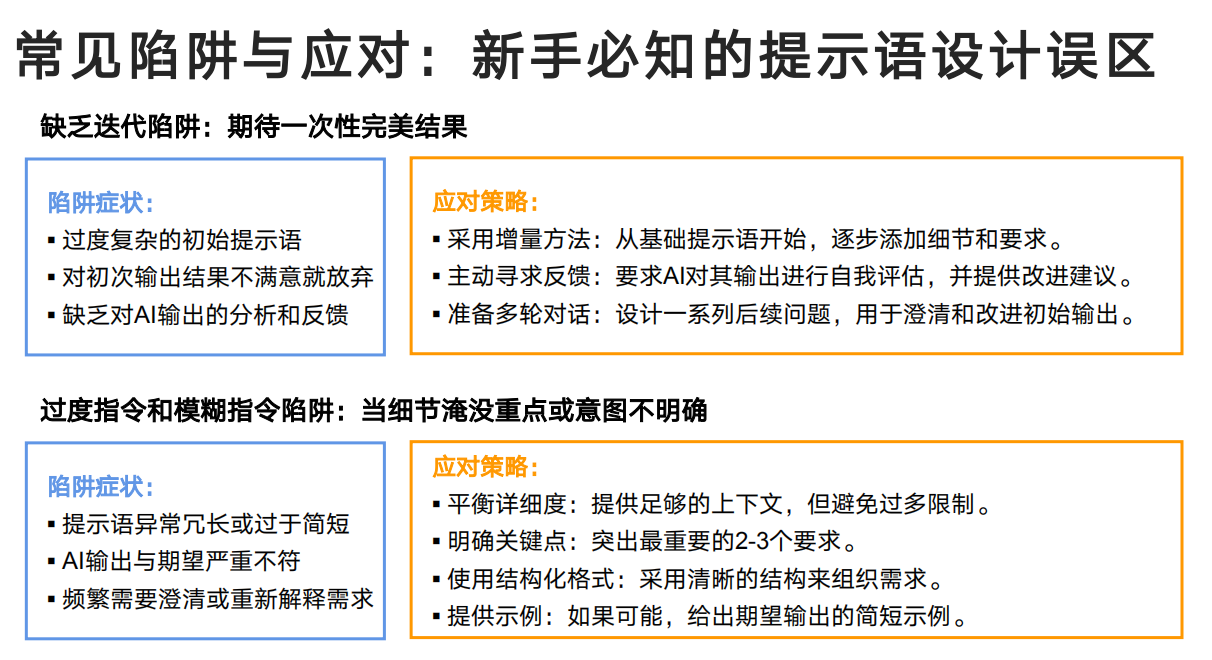 常见陷阱与应对：新手必知的提示语设计误区
缺乏迭代陷阱：期待一次性完美结果
陷阱症状：
▪ 过度复杂的初始提示语
▪ 对初次输出结果不满意就放弃
▪ 缺乏对AI输出的分析和反馈
应对策略：
▪ 采用增量方法：从基础提示语开始，逐步添加细节和要求。
▪ 主动寻求反馈：要求AI对其输出进行自我评估，并提供改进建议。
▪ 准备多轮对话：设计一系列后续问题，用于澄清和改进初始输出。
过度指令和模糊指令陷阱：当细节淹没重点或意图不明确
陷阱症状：
▪ 提示语异常冗长或过于简短
▪ AI输出与期望严重不符
▪ 频繁需要澄清或重新解释需求
应对策略：
▪ 平衡详细度：提供足够的上下文，但避免过多限制。
▪ 明确关键点：突出最重要的2-3个要求。
▪ 使用结构化格式：采用清晰的结构来组织需求。
▪ 提供示例：如果可能，给出期望输出的简短示例。